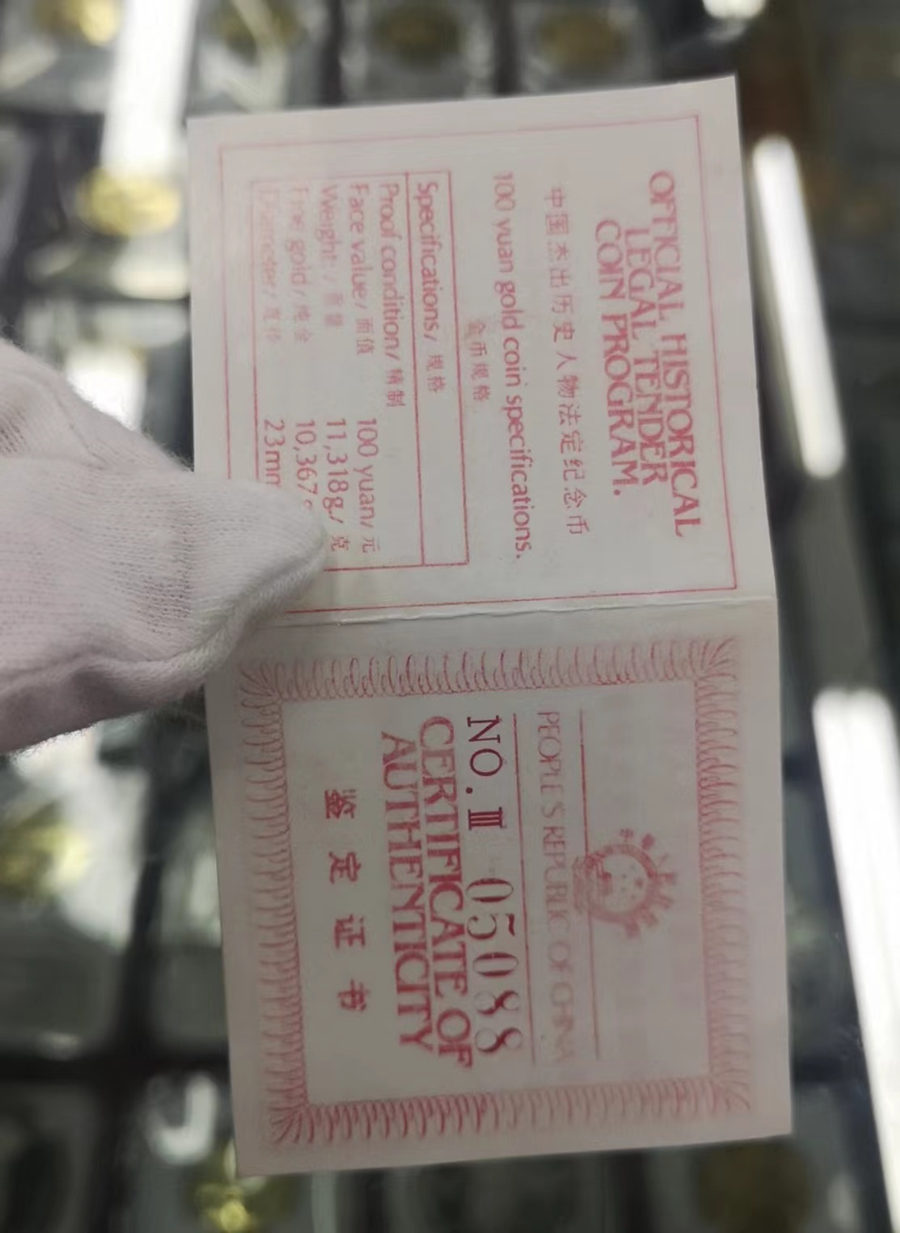 OFFICIAL HISTORICAL
LEGAL TENDER
COIN PROGRAM.
中国杰出历史人物法定纪念币
100 yuan gold coin specifications.
金币规格
Specifications/ 规格
Proof condition/ 精制
Face value/ 面值 100 yuan/ 元
Weight/ 重量 11,318g./ 克
Fine gold/ 纯金 10,367
Diameter/ 直径 23mm
PEOPLE'S REPUBLIC OF CHINA
NO.Ⅲ 05088
CERTIFICATE OF
AUTHENTICITY
鉴定证书